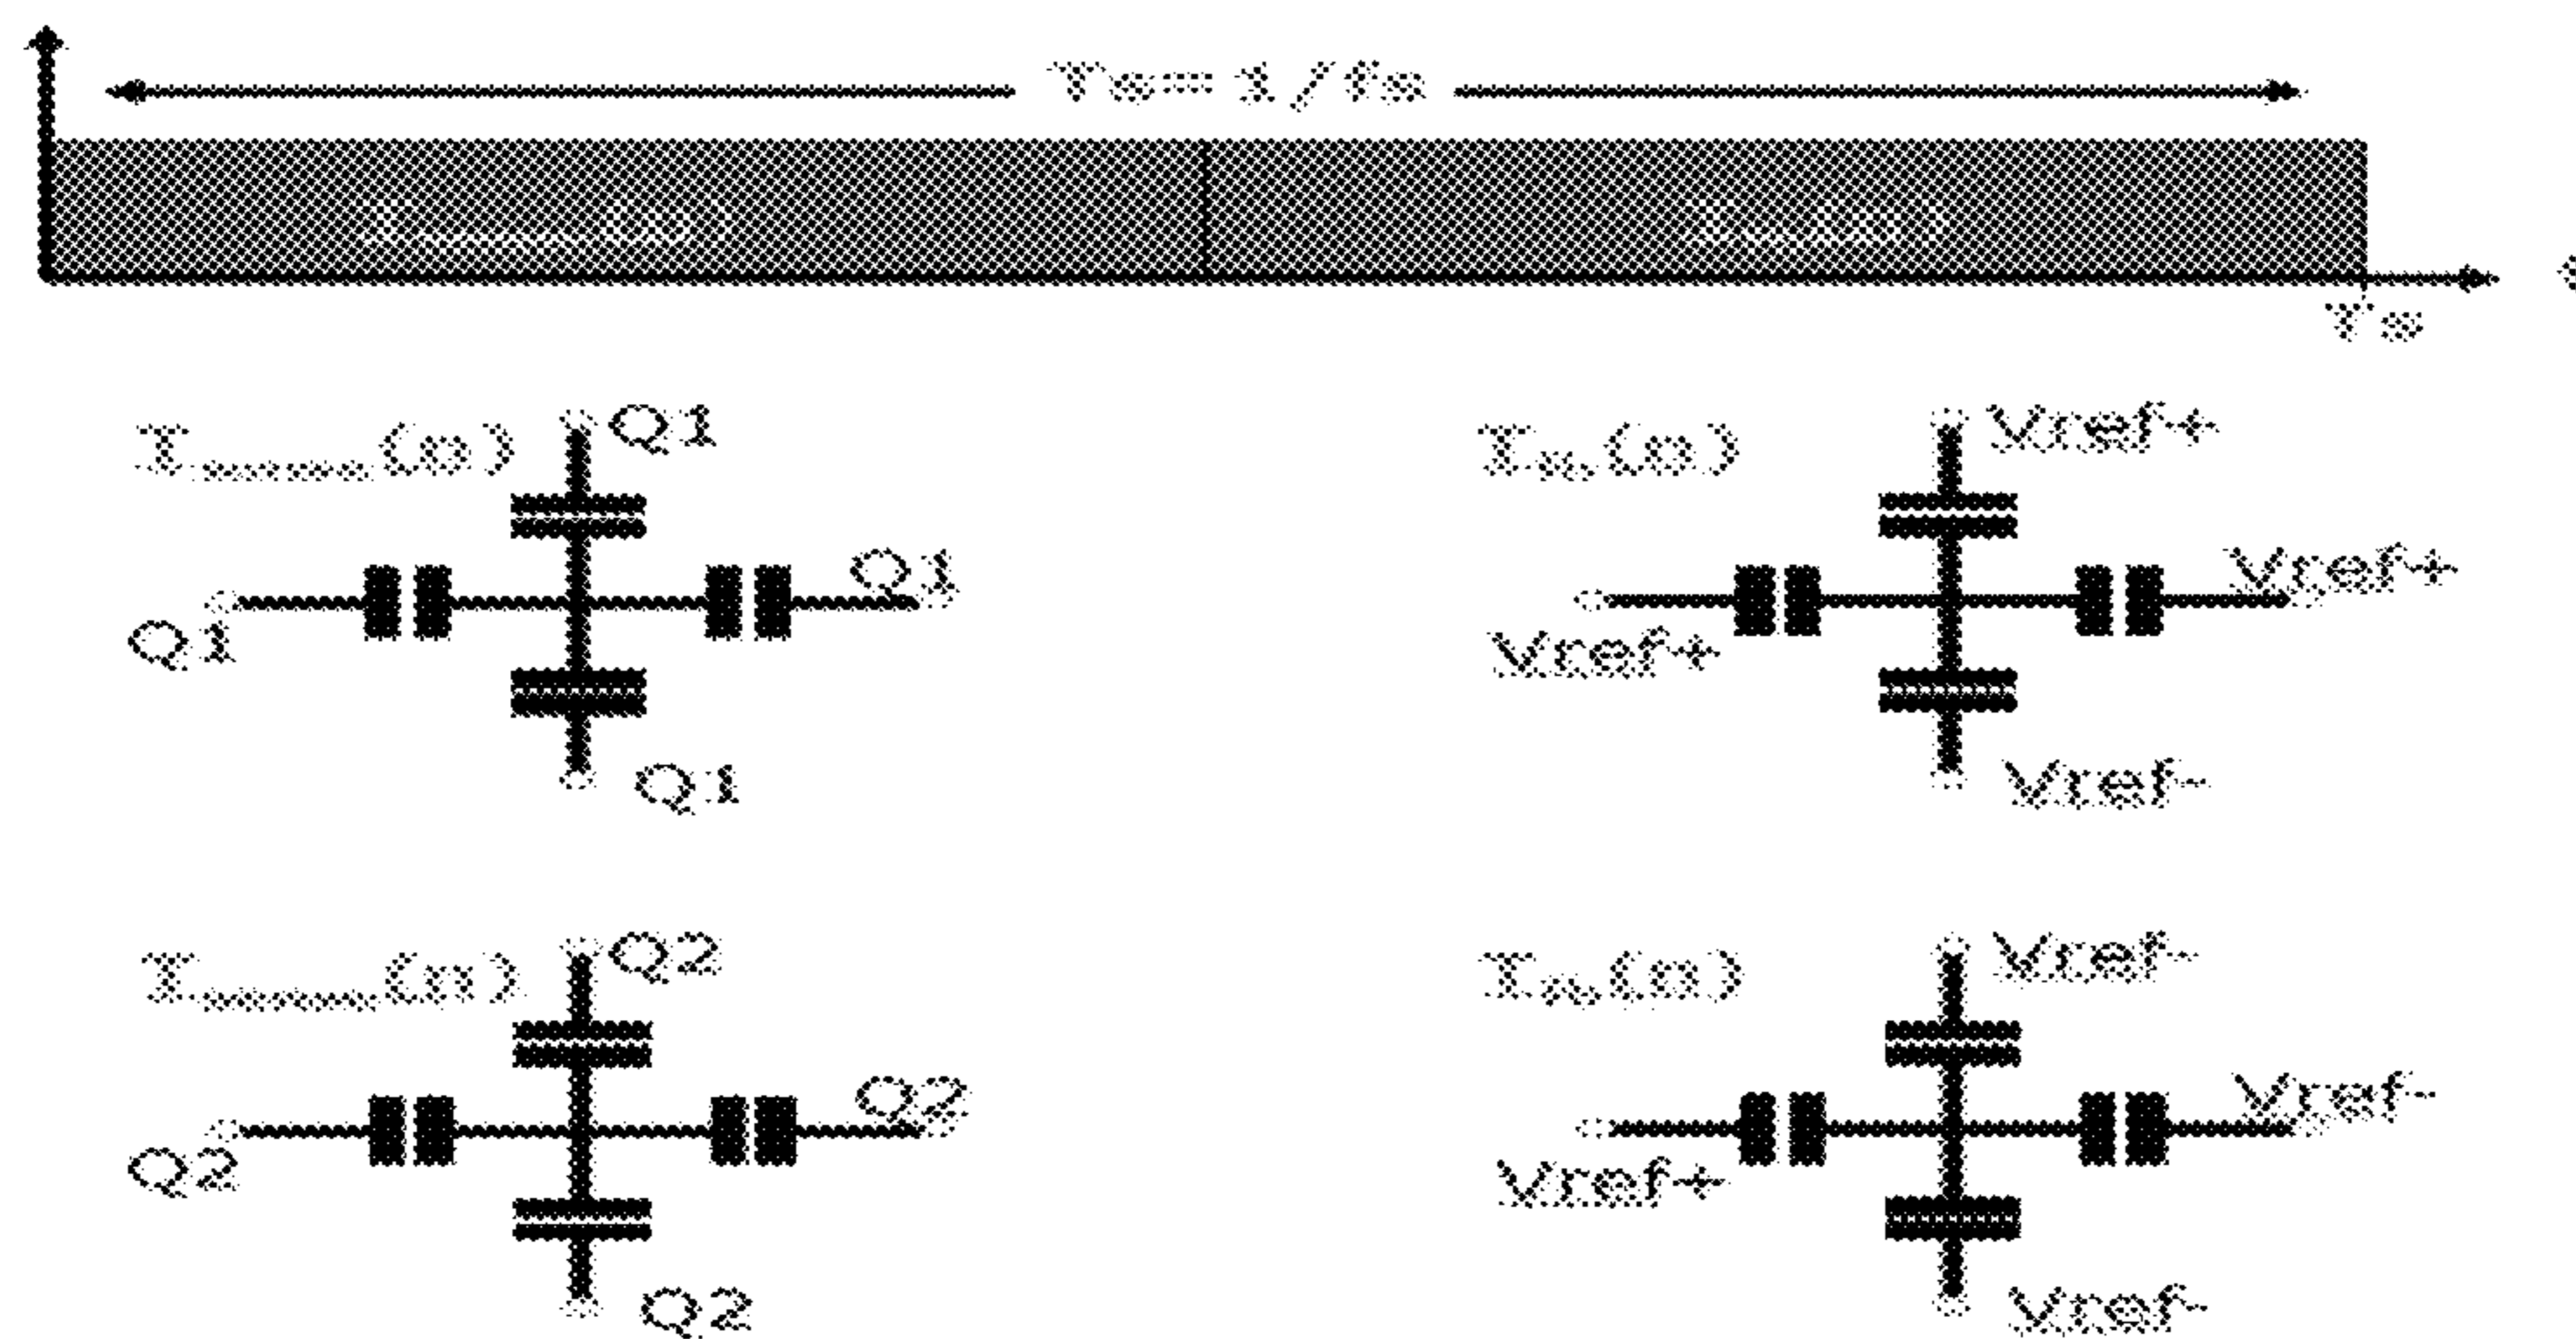 Ts=1/fs
Ts
Q1
Q1
Q1
Q1
Vref+
Vref+
Vref+
Vref-
Q2
Q2
Q2
Q2
Vref-
Vref-
Vref+
Vref-